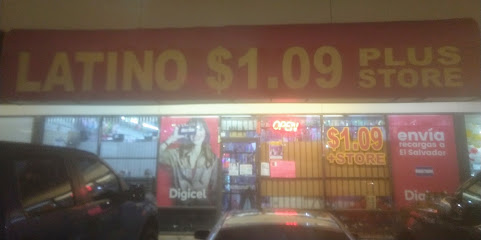 LATINO $1.09 PLUS
STORE
OPEN
$1.09
+STORE
envía
recargas a
El Salvador
Digicel